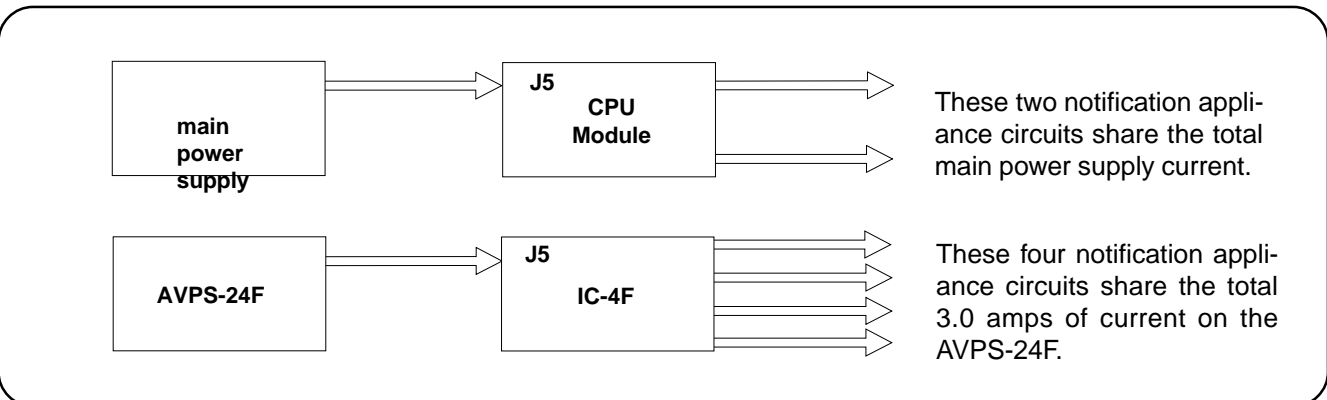 main
power
supply
J5
CPU
Module
These two notification appli-
ance circuits share the total
main power supply current.
AVPS-24F
J5
IC-4F
These four notification appli-
ance circuits share the total
3.0 amps of current on the
AVPS-24F.